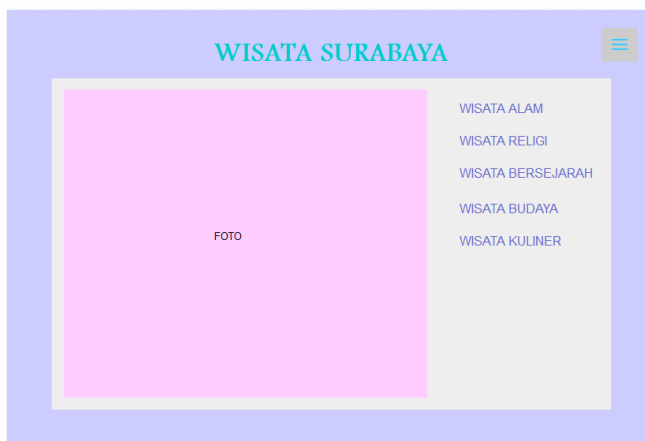 WISATA SURABAYA
FOTO
WISATA ALAM
WISATA RELIGI
WISATA BERSEJARAH
WISATA BUDAYA
WISATA KULINER